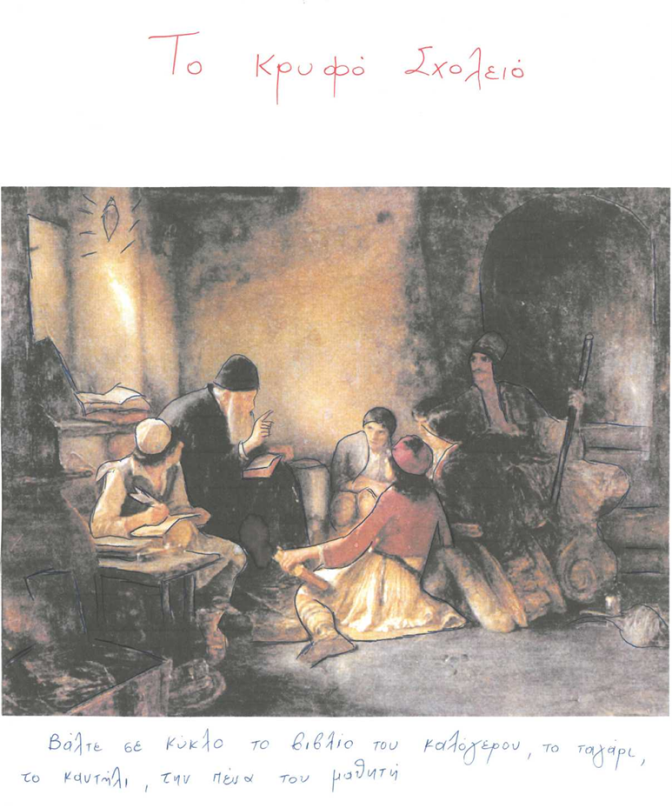 Το κρυφό Σχολειό
Βάλτε σε κύκλο το βιβλίο του καλόγερου, το ταγάρι,
το καντήλι, την πένα του μαθητή